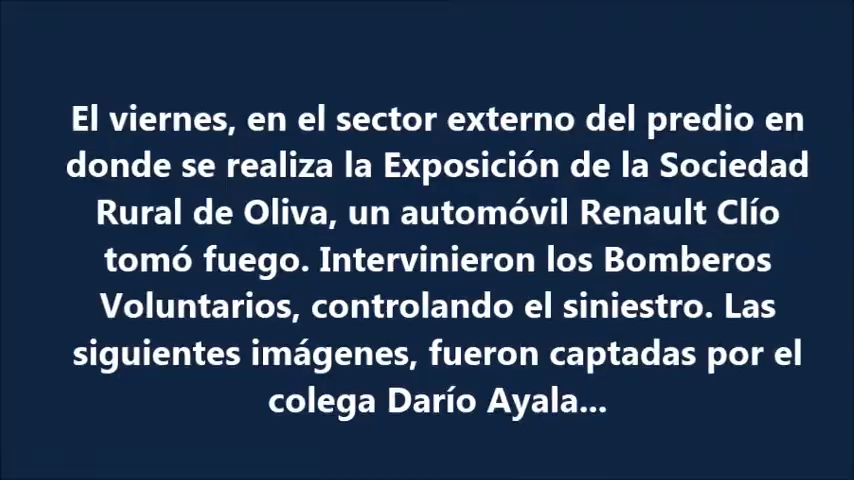 El viernes, en el sector externo del predio en
donde se realiza la Exposición de la Sociedad
Rural de Oliva, un automóvil Renault Clío
tomó fuego. Intervinieron los Bomberos
Voluntarios, controlando el siniestro. Las
siguientes imágenes, fueron captadas por el
colega Darío Ayala...